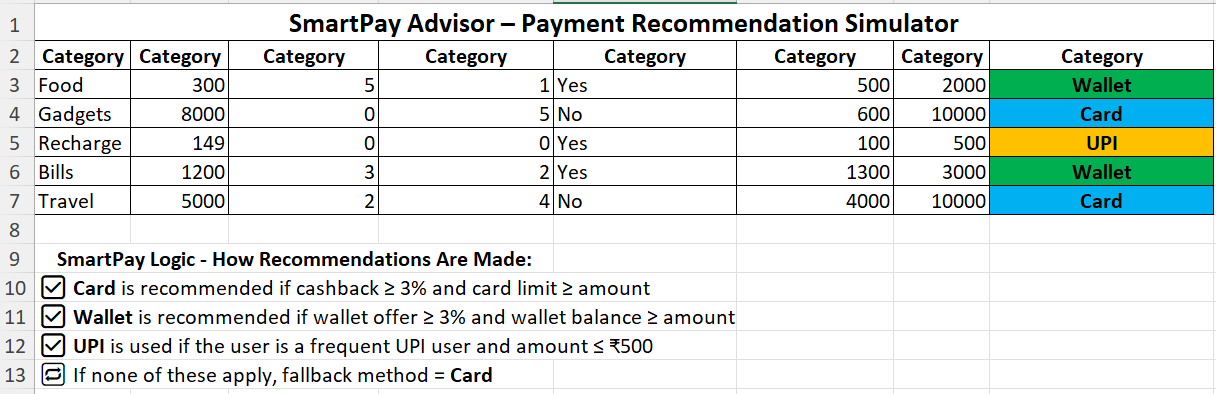 1 SmartPay Advisor – Payment Recommendation Simulator
2 Category Category Category Category Category Category Category Category
3 Food 300 5 1 Yes 500 2000 Wallet
4 Gadgets 8000 0 5 No 600 10000 Card
5 Recharge 149 0 0 Yes 100 500 UPI
6 Bills 1200 3 2 Yes 1300 3000 Wallet
7 Travel 5000 2 4 No 4000 10000 Card
8
9 SmartPay Logic - How Recommendations Are Made:
10 Card is recommended if cashback ≥ 3% and card limit ≥ amount
11 Wallet is recommended if wallet offer ≥ 3% and wallet balance ≥ amount
12 UPI is used if the user is a frequent UPI user and amount ≤ ₹500
13 If none of these apply, fallback method = Card